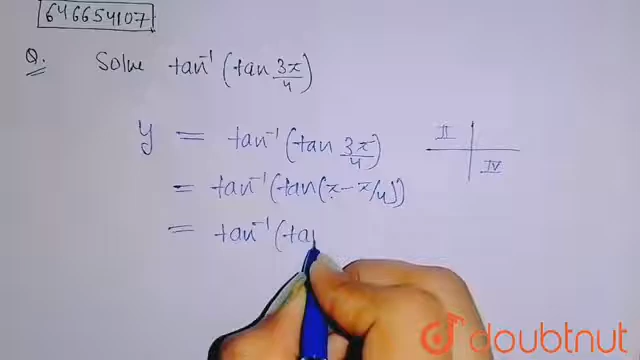 646654107
Q. Solve tan⁻¹(tan 3π/4)
y = tan⁻¹(tan 3π/4)
II
IV
= tan⁻¹(tan(π-π/4))
= tan⁻¹(ta
doubtnut